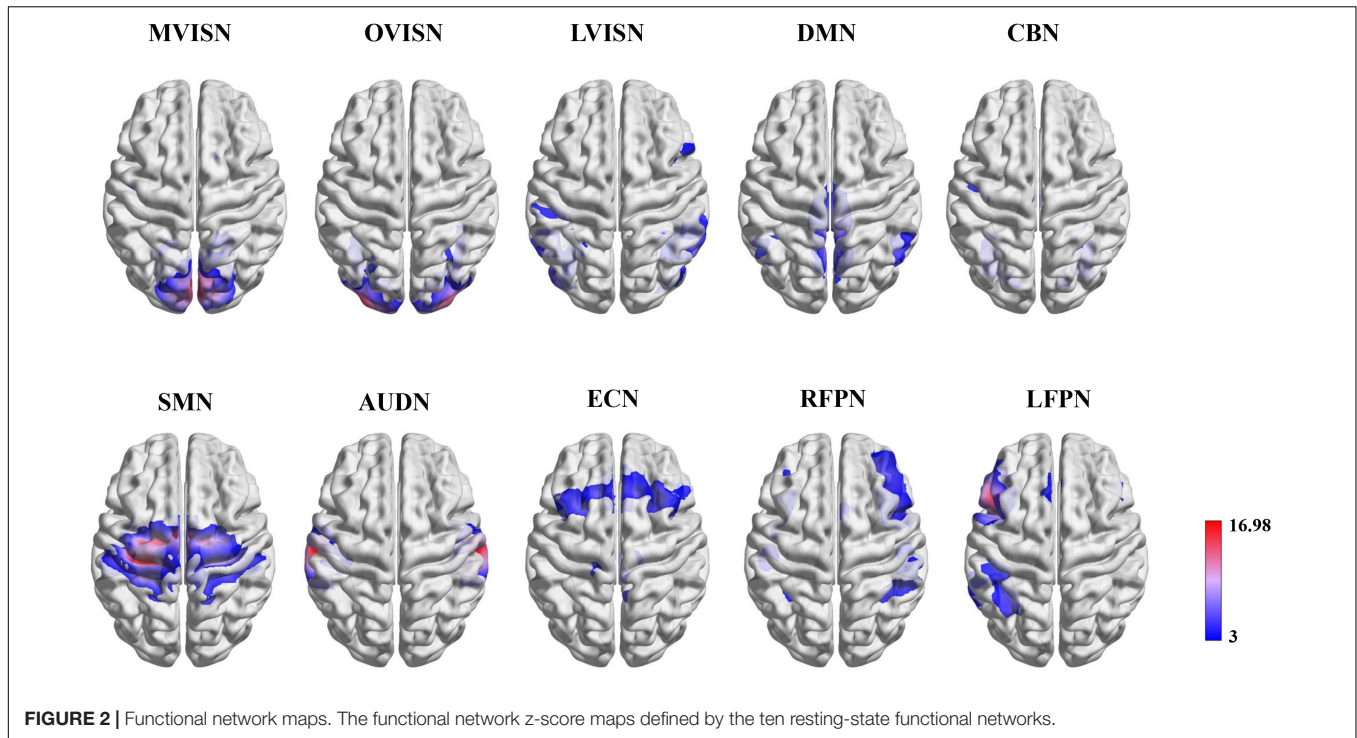 MVISN OVISN LVISN DMN CBN
SMN AUDN ECN RFPN LFPN
16.98
3
FIGURE 2 | Functional network maps. The functional network z-score maps defined by the ten resting-state functional networks.